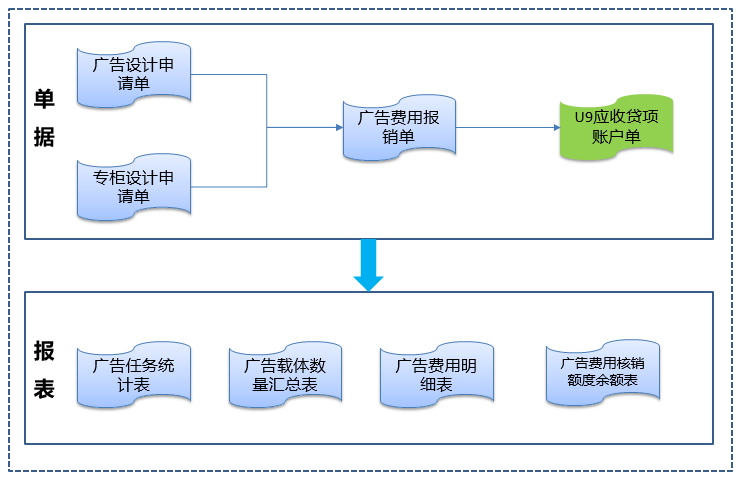 单
据
广告设计申
请单
专柜设计申
请单
广告费用报
销单
U9应收贷项
账户单
报
表
广告任务统
计表
广告载体数
量汇总表
广告费用明
细表
广告费用核销
额度余额表